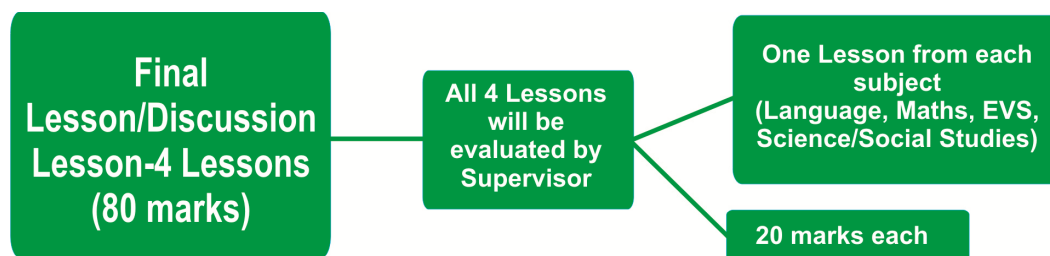 Final
Lesson/Discussion
Lesson-4 Lessons
(80 marks)
All 4 Lessons
will be
evaluated by
Supervisor
One Lesson from each
subject
(Language, Maths, EVS,
Science/Social Studies)
20 marks each